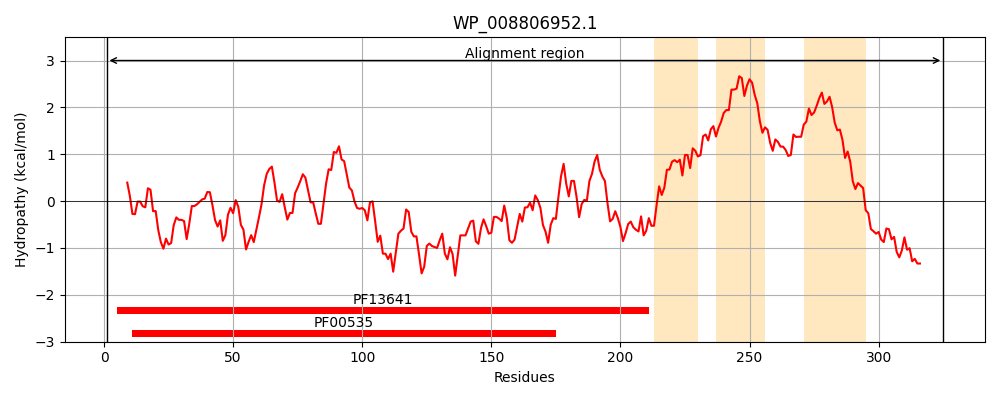 WP_008806952.1
Alignment region
Hydropathy (kcal/mol)
3
2
1
0
−1
−2
−3
PF13641
PF00535
0 50 100 150 200 250 300
Residues